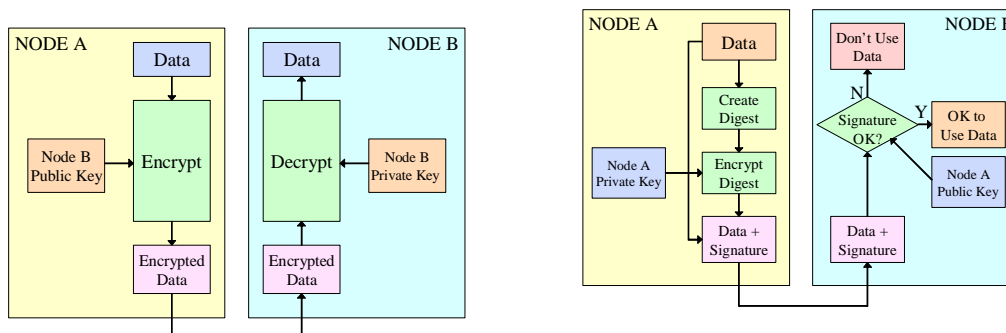 NODE A
Data
Encrypt
Node B
Public Key
Encrypted
Data
NODE B
Data
Decrypt
Node B
Private Key
Encrypted
Data
NODE A
Data
Create
Digest
Node A
Private Key
Encrypt
Digest
Data +
Signature
NODE
Don't Use
Data
N
Y
Signature
OK?
OK to
Use Data
Node A
Public Key
Data +
Signature